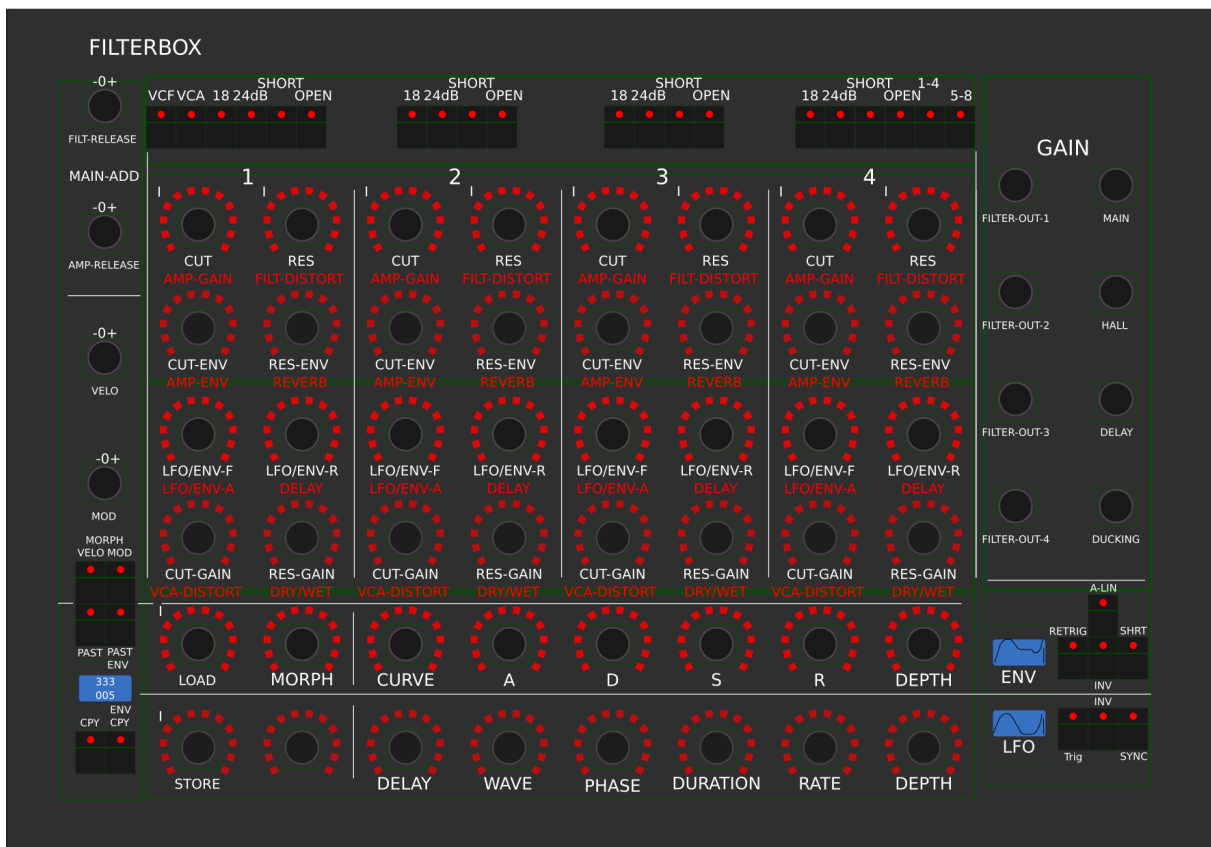 FILTERBOX
-0+
FILT-RELEASE
MAIN-ADD
-0+
AMP-RELEASE
-0+
VELO
-0+
MOD
MORPH
VELO MOD
PAST PAST
ENV
333
005
ENV
CPY CPY
SHORT SHORT SHORT SHORT 1-4
VCF VCA 18 24dB OPEN 18 24dB OPEN 18 24dB OPEN 18 24dB OPEN 5-8
1 2 3 4
CUT RES CUT RES CUT RES CUT RES
AMP-GAIN FILT-DISTORT AMP-GAIN FILT-DISTORT AMP-GAIN FILT-DISTORT AMP-GAIN FILT-DISTORT
CUT-ENV RES-ENV CUT-ENV RES-ENV CUT-ENV RES-ENV CUT-ENV RES-ENV
AMP-ENV REVERB AMP-ENV REVERB AMP-ENV REVERB AMP-ENV REVERB
LFO/ENV-F LFO/ENV-R LFO/ENV-F LFO/ENV-R LFO/ENV-F LFO/ENV-R LFO/ENV-F LFO/ENV-R
LFO/ENV-A DELAY LFO/ENV-A DELAY LFO/ENV-A DELAY LFO/ENV-A DELAY
CUT-GAIN RES-GAIN CUT-GAIN RES-GAIN CUT-GAIN RES-GAIN CUT-GAIN RES-GAIN
VCA-DISTORT DRY/WET VCA-DISTORT DRY/WET VCA-DISTORT DRY/WET VCA-DISTORT DRY/WET
LOAD MORPH CURVE A D S R DEPTH
STORE DELAY WAVE PHASE DURATION RATE DEPTH
GAIN
FILTER-OUT-1 MAIN
FILTER-OUT-2 HALL
FILTER-OUT-3 DELAY
FILTER-OUT-4 DUCKING
A-LIN
RETRIG SHRT
ENV
INV
INV
LFO
Trig SYNC